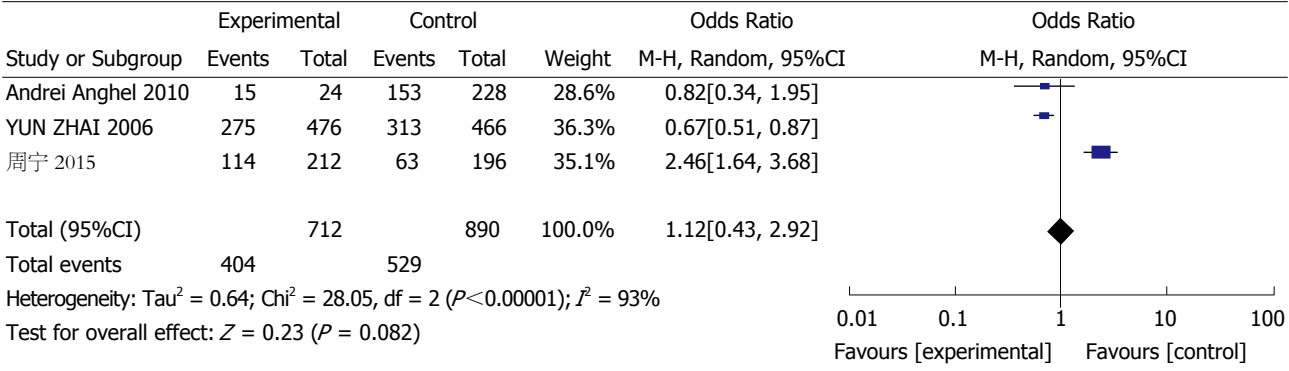 Experimental Control Odds Ratio Odds Ratio
Study or Subgroup Events Total Events Total Weight M-H, Random, 95%CI M-H, Random, 95%CI
Andrei Anghel 2010 15 24 153 228 28.6% 0.82[0.34, 1.95]
YUN ZHAI 2006 275 476 313 466 36.3% 0.67[0.51, 0.87]
周宁 2015 114 212 63 196 35.1% 2.46[1.64, 3.68]
Total (95%CI) 712 890 100.0% 1.12[0.43, 2.92]
Total events 404 529
Heterogeneity: Tau² = 0.64; Chi² = 28.05, df = 2 (P<0.00001); I² = 93%
Test for overall effect: Z = 0.23 (P = 0.082)
0.01 0.1 1 10 100
Favours [experimental] Favours [control]